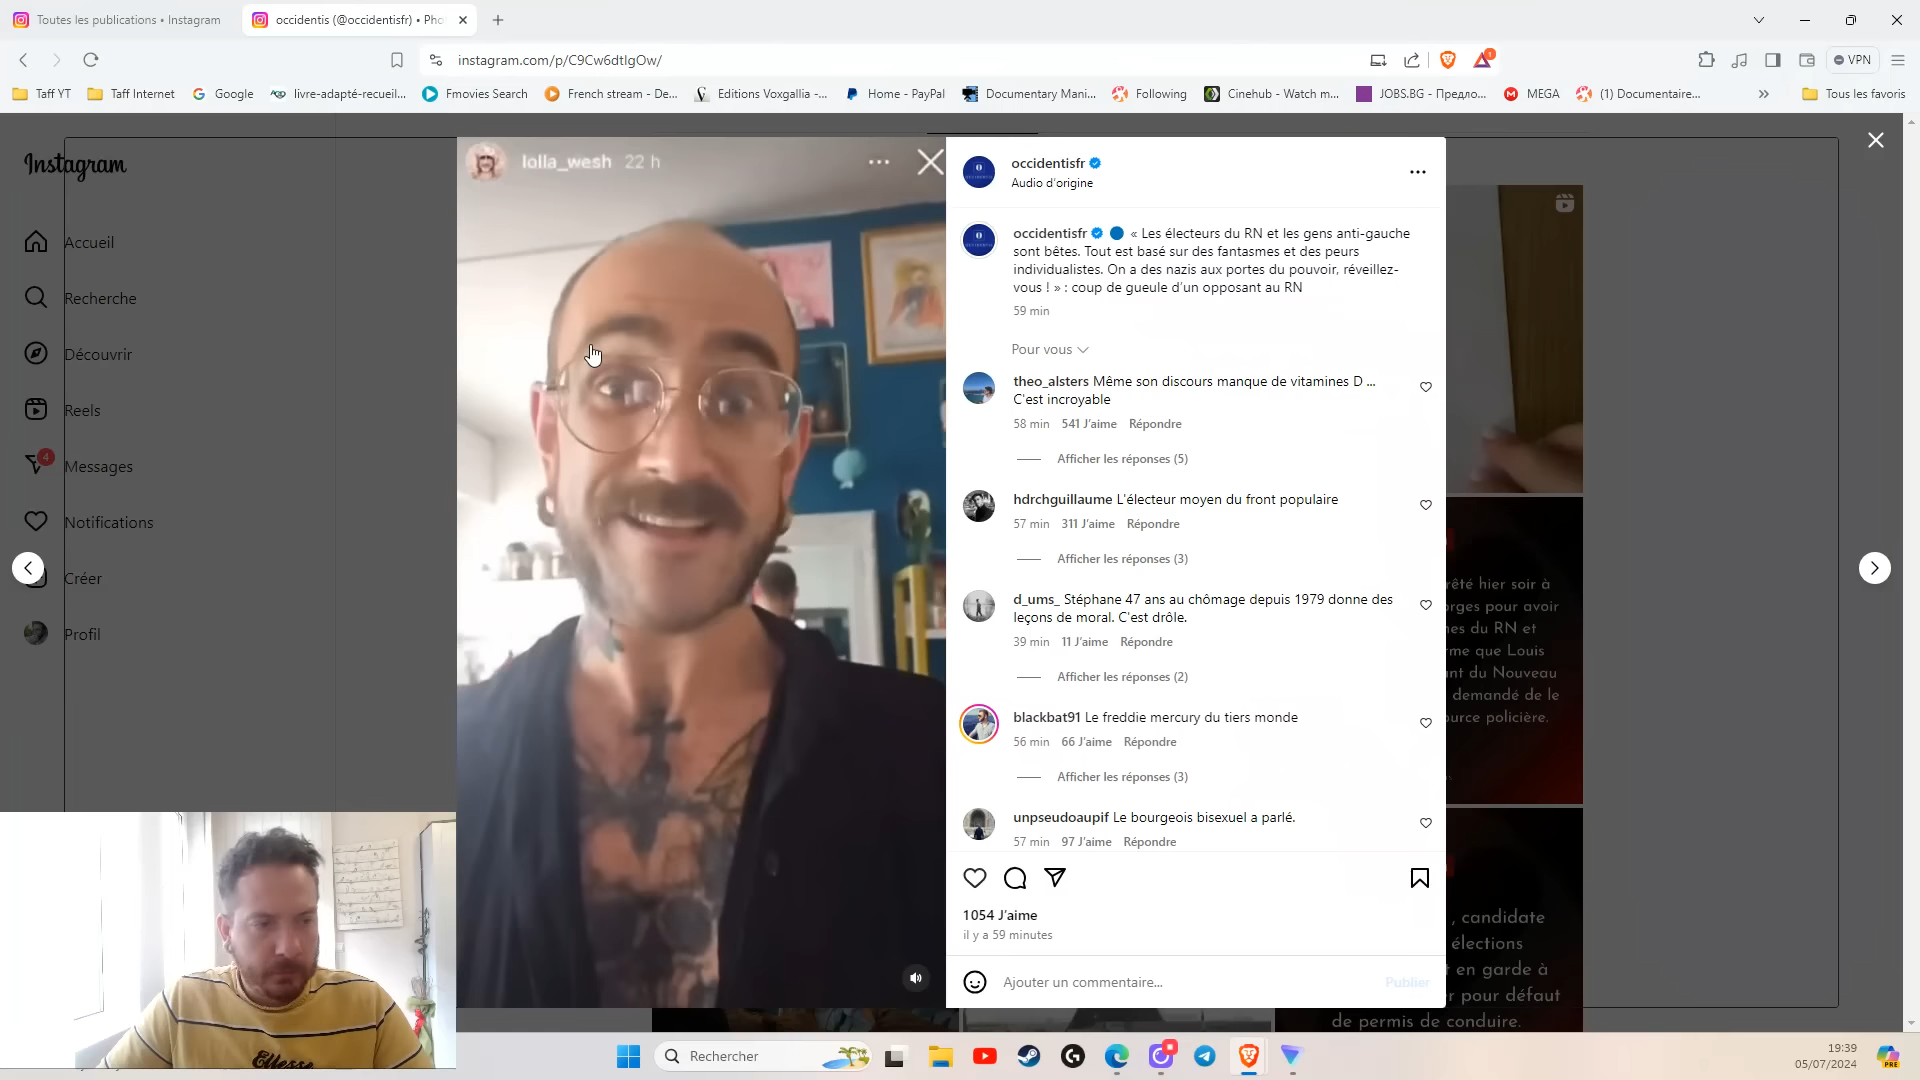 Toutes les publications • Instagram
occidentis (@occidentisfr) • Pho
instagram.com/p/C9Cw6dtIgOw/
1
VPN
Taff YT
Taff Internet
Google
livre-adapté-recueil...
Fmovies Search
French stream - De...
Editions Voxgallia -...
Home - PayPal
Documentary Mani...
Following
Cinehub - Watch m...
JOBS.BG - Предло...
MEGA
(1) Documentaire...
»
Tous les favoris
Instagram
Accueil
Recherche
Découvrir
Reels
4
Messages
Notifications
Créer
Profil
lolla_wesh 22 h
occidentisfr
Audio d'origine
occidentisfr « Les électeurs du RN et les gens anti-gauche
sont bêtes. Tout est basé sur des fantasmes et des peurs
individualistes. On a des nazis aux portes du pouvoir, réveillez-
vous ! » : coup de gueule d'un opposant au RN
59 min
Pour vous
theo_alsters Même son discours manque de vitamines D ...
C'est incroyable
58 min 541 J'aime Répondre
Afficher les réponses (5)
hdrchguillaume L'électeur moyen du front populaire
57 min 311 J'aime Répondre
Afficher les réponses (3)
d_ums_ Stéphane 47 ans au chômage depuis 1979 donne des
leçons de moral. C'est drôle.
39 min 11 J'aime Répondre
Afficher les réponses (2)
blackbat91 Le freddie mercury du tiers monde
56 min 66 J'aime Répondre
Afficher les réponses (3)
unpseudoaupif Le bourgeois bisexuel a parlé.
57 min 97 J'aime Répondre
1 054 J'aime
il y a 59 minutes
Ajouter un commentaire...
Publier
rêté hier soir à
orges pour avoir
nes du RN et
rme que Louis
nt du Nouveau
demandé de le
ource policière.
, candidate
élections
t en garde à
r pour défaut
de permis de conduire.
Rechercher
19:39
05/07/2024
PRE